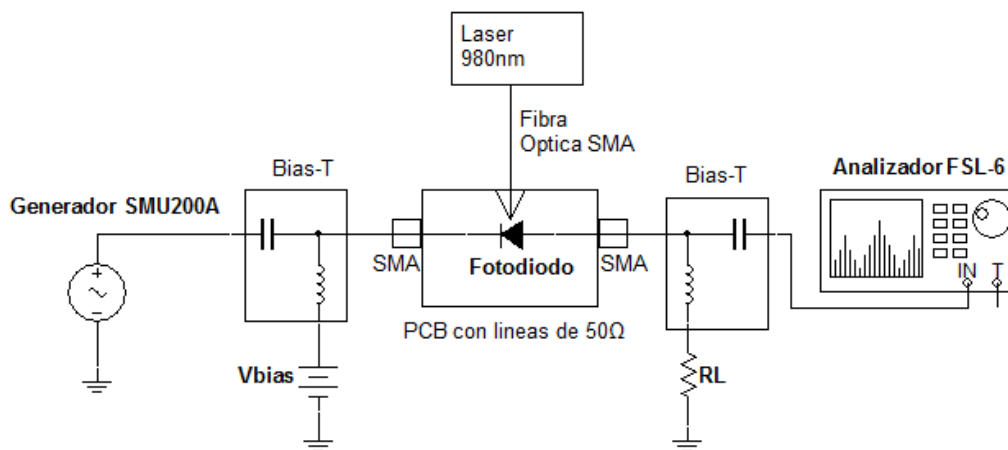 Laser
980nm
Fibra
Optica SMA
Bias-T
Bias-T
Analizador FSL-6
Generador SMU200A
SMA
Fotodiodo
SMA
IN
T
PCB con lineas de 50Ω
Vbias
RL